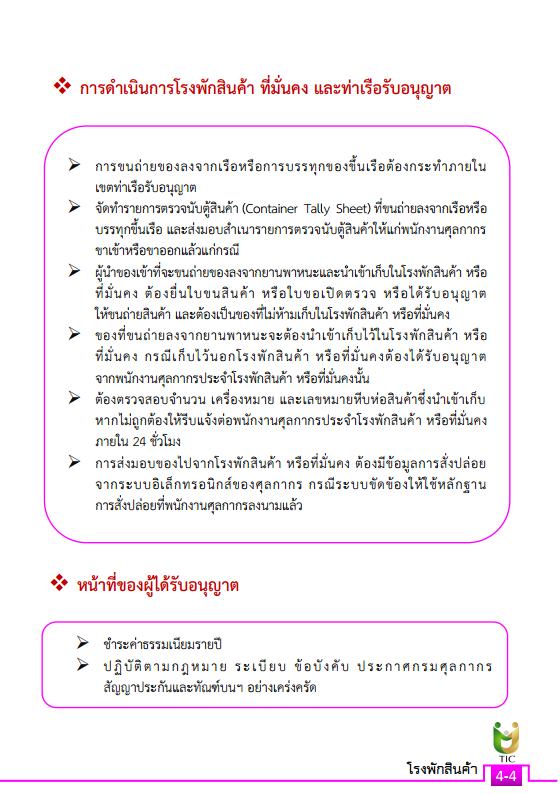 ❖ การดำเนินการโรงพักสินค้า ที่มั่นคง และท่าเรือรับอนุญาต
➢ การขนถ่ายของลงจากเรือหรือการบรรทุกของขึ้นเรือต้องกระทำภายใน
เขตท่าเรือรับอนุญาต
➢ จัดทำรายการตรวจนับตู้สินค้า (Container Tally Sheet) ที่ขนถ่ายลงจากเรือหรือ
บรรทุกขึ้นเรือ และส่งมอบสำเนารายการตรวจนับตู้สินค้าให้แก่พนักงานศุลกากร
ขาเข้าหรือขาออกแล้วแก่กรณี
➢ ผู้นำของเข้าที่จะขนถ่ายของลงจากยานพาหนะและนำเข้าเก็บในโรงพักสินค้า หรือ
ที่มั่นคง ต้องยื่นใบขนสินค้า หรือใบขอเปิดตรวจ หรือได้รับอนุญาต
ให้ขนถ่ายสินค้า และต้องเป็นของที่ไม่ห้ามเก็บในโรงพักสินค้า หรือที่มั่นคง
➢ ของที่ขนถ่ายลงจากยานพาหนะจะต้องนำเข้าเก็บไว้ในโรงพักสินค้า หรือ
ที่มั่นคง กรณีเก็บไว้นอกโรงพักสินค้า หรือที่มั่นคงต้องได้รับอนุญาต
จากพนักงานศุลกากรประจำโรงพักสินค้า หรือที่มั่นคงนั้น
➢ ต้องตรวจสอบจำนวน เครื่องหมาย และเลขหมายหีบห่อสินค้าซึ่งนำเข้าเก็บ
หากไม่ถูกต้องให้รีบแจ้งต่อพนักงานศุลกากรประจำโรงพักสินค้า หรือที่มั่นคง
ภายใน 24 ชั่วโมง
➢ การส่งมอบของไปจากโรงพักสินค้า หรือที่มั่นคง ต้องมีข้อมูลการสั่งปล่อย
จากระบบอิเล็กทรอนิกส์ของศุลกากร กรณีระบบขัดข้องให้ใช้หลักฐาน
การสั่งปล่อยที่พนักงานศุลกากรลงนามแล้ว
❖ หน้าที่ของผู้ได้รับอนุญาต
➢ ชำระค่าธรรมเนียมรายปี
➢ ปฏิบัติตามกฎหมาย ระเบียบ ข้อบังคับ ประกาศกรมศุลกากร
สัญญาประกันและทัณฑ์บนฯ อย่างเคร่งครัด
TIC
โรงพักสินค้า 4-4